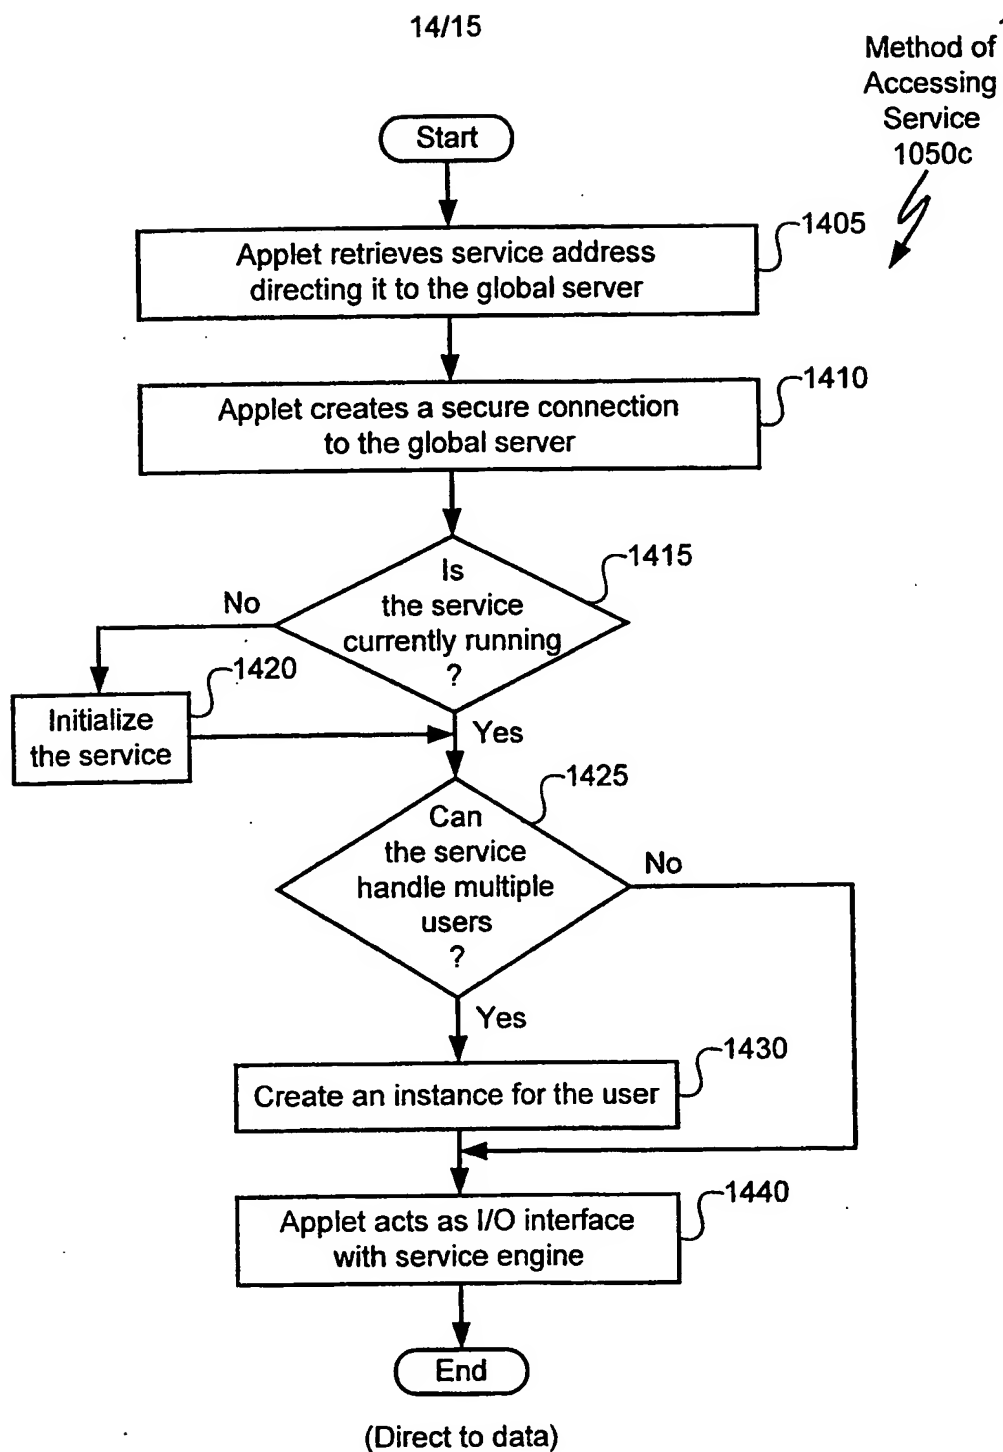 14/15
Method of
Accessing
Service
1050c
Start
1405
Applet retrieves service address
directing it to the global server
1410
Applet creates a secure connection
to the global server
1415
Is
the service
currently running
?
No
1420
Initialize
the service
Yes
1425
Can
the service
handle multiple
users
?
No
Yes
1430
Create an instance for the user
1440
Applet acts as I/O interface
with service engine
End
(Direct to data)